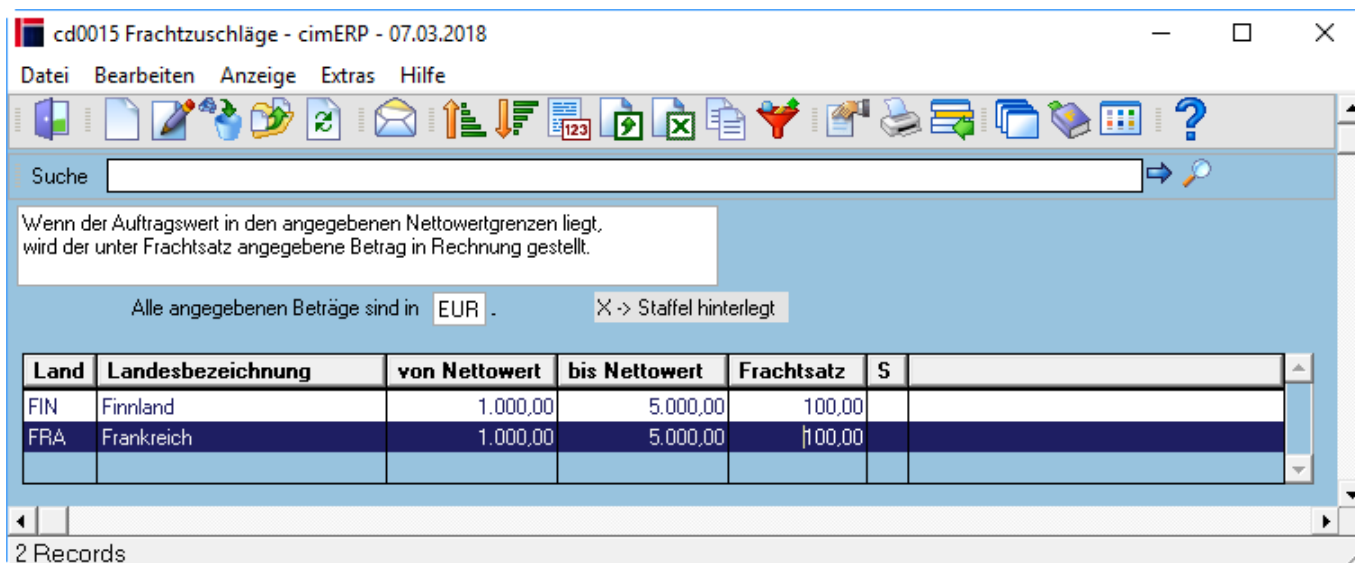 cd0015 Frachtzuschläge - cimERP - 07.03.2018
Datei Bearbeiten Anzeige Extras Hilfe
123
Suche
Wenn der Auftragswert in den angegebenen Nettowertgrenzen liegt,
wird der unter Frachtsatz angegebene Betrag in Rechnung gestellt.
Alle angegebenen Beträge sind in EUR . X -> Staffel hinterlegt
Land Landesbezeichnung von Nettowert bis Nettowert Frachtsatz S
FIN Finnland 1.000,00 5.000,00 100,00
FRA Frankreich 1.000,00 5.000,00 100,00
2 Records